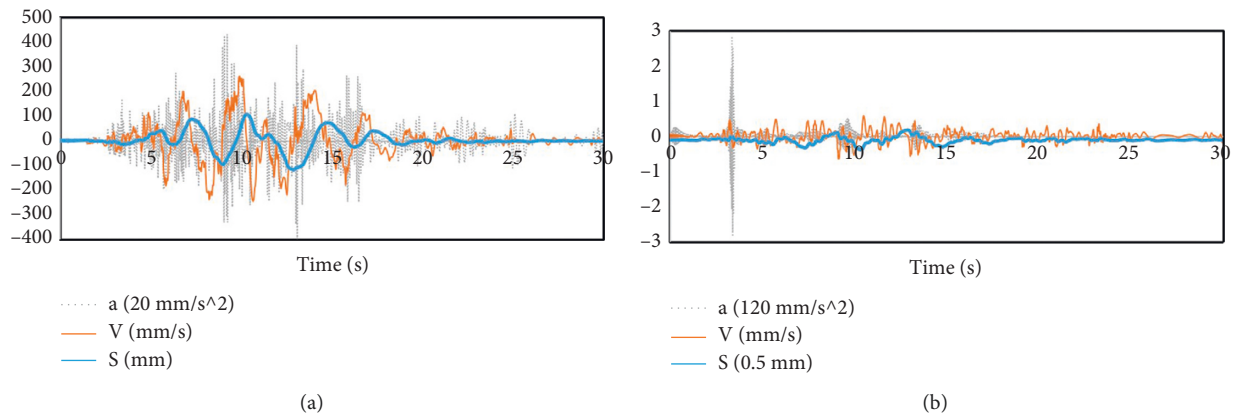 500
400
300
200
100
0
–100
–200
–300
–400
0 5 10 15 20 25 30
Time (s)
a (20 mm/s^2)
V (mm/s)
S (mm)
(a)
3
2
1
0
–1
–2
–3
0 5 10 15 20 25 30
Time (s)
a (120 mm/s^2)
V (mm/s)
S (0.5 mm)
(b)